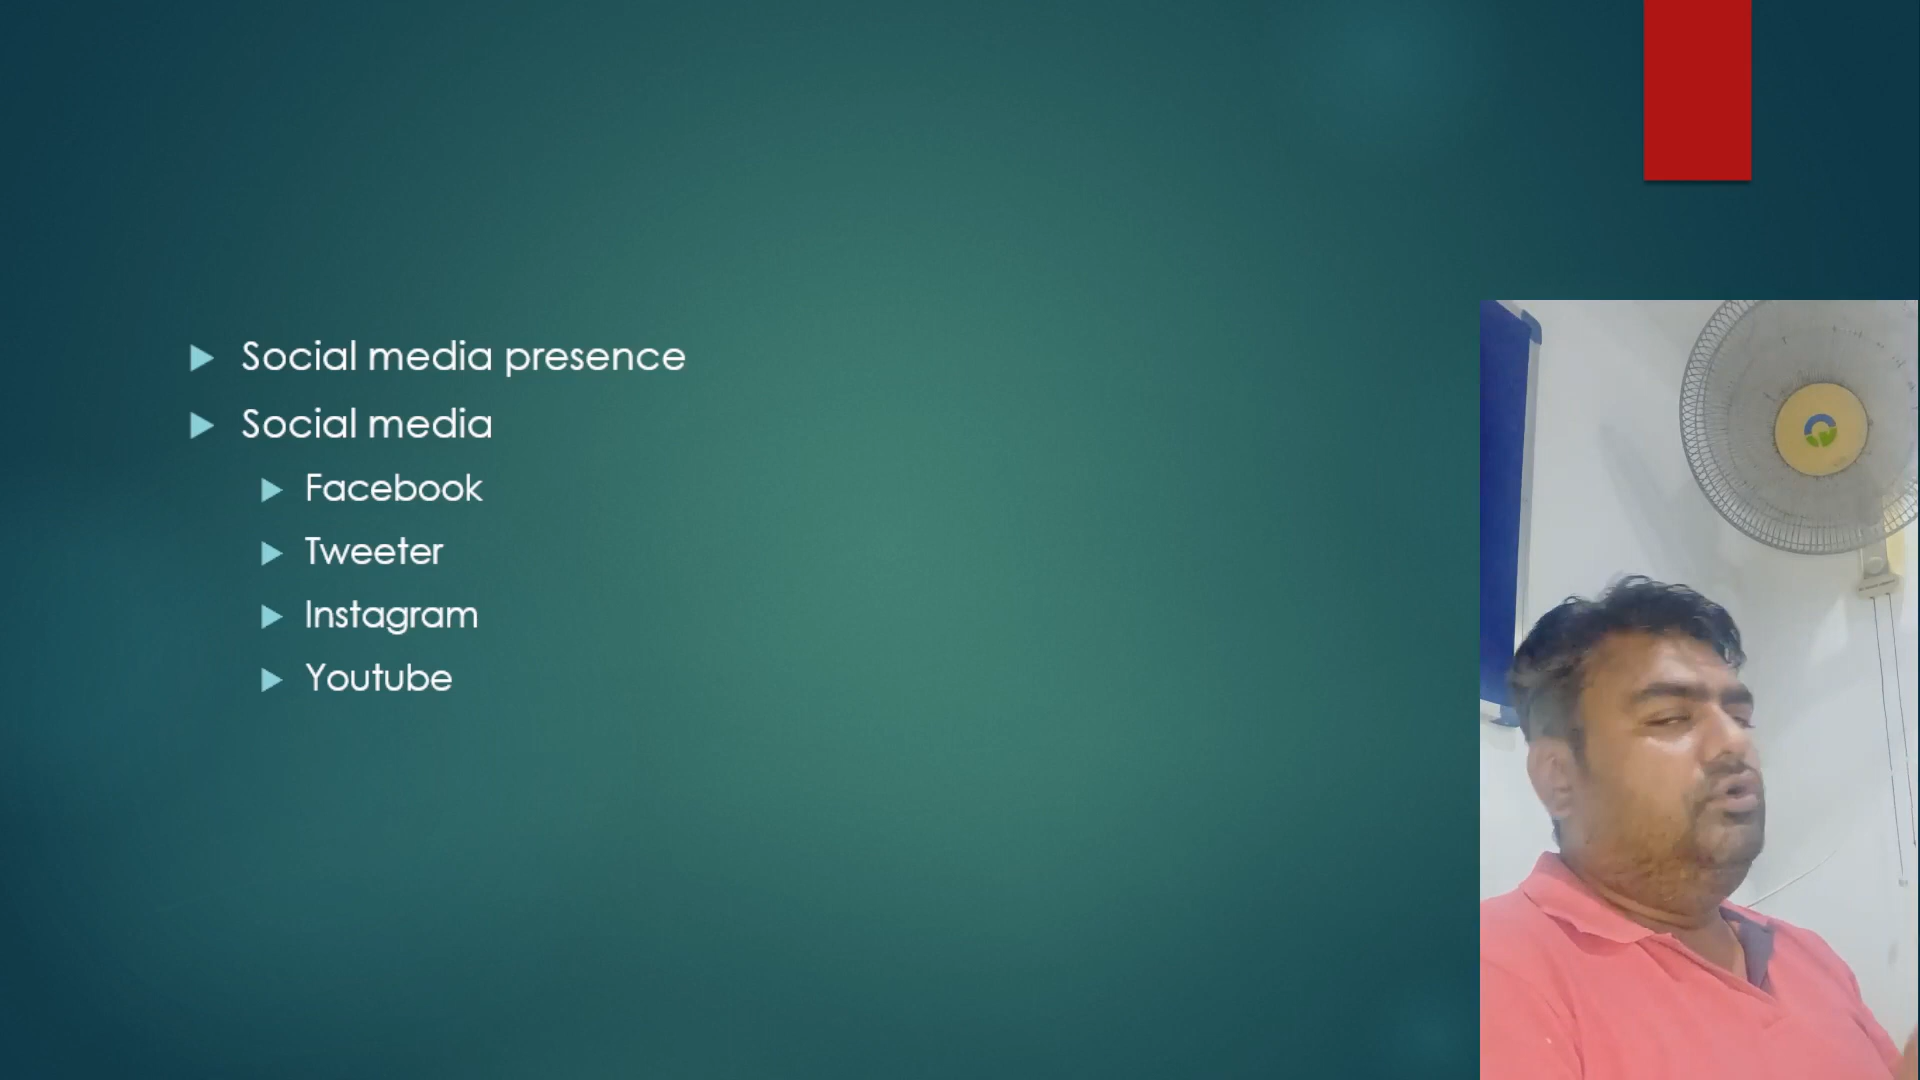 Social media presence
Social media
Facebook
Tweeter
Instagram
Youtube